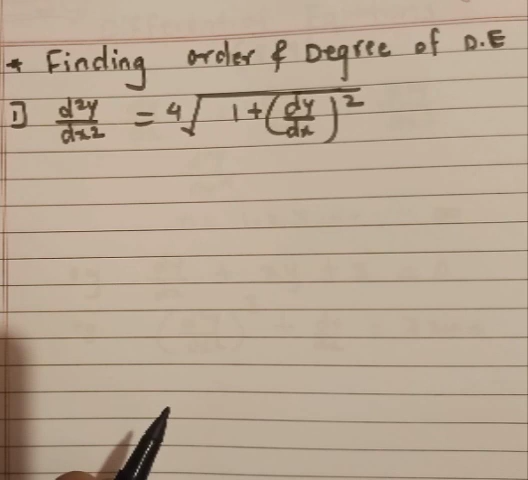 * Finding order & Degree of D.E
1] d²y/dx² = ⁴√(1+(dy/dx)²)